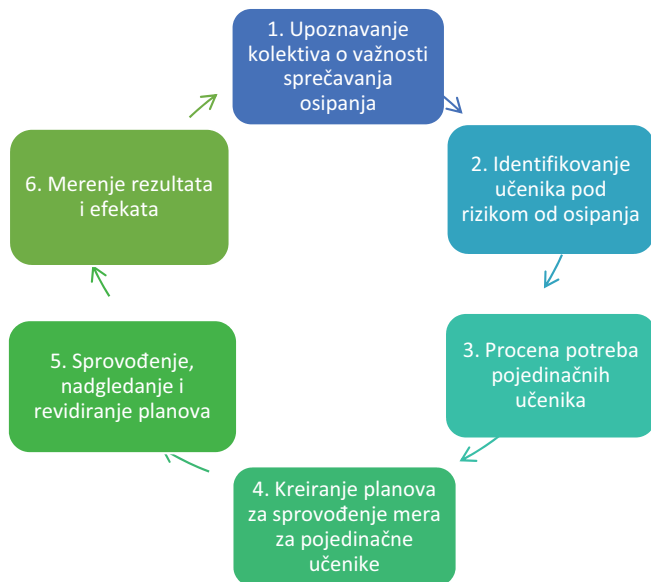 1. Upoznavanje
kolektiva o važnosti
sprečavanja
osipanja
2. Identifikovanje
učenika pod
rizikom od osipanja
3. Procena potreba
pojedinačnih
učenika
4. Kreiranje planova
za sprovođenje mera
za pojedinačne
učenike
5. Sprovođenje,
nadgledanje i
revidiranje planova
6. Merenje rezultata
i efekata